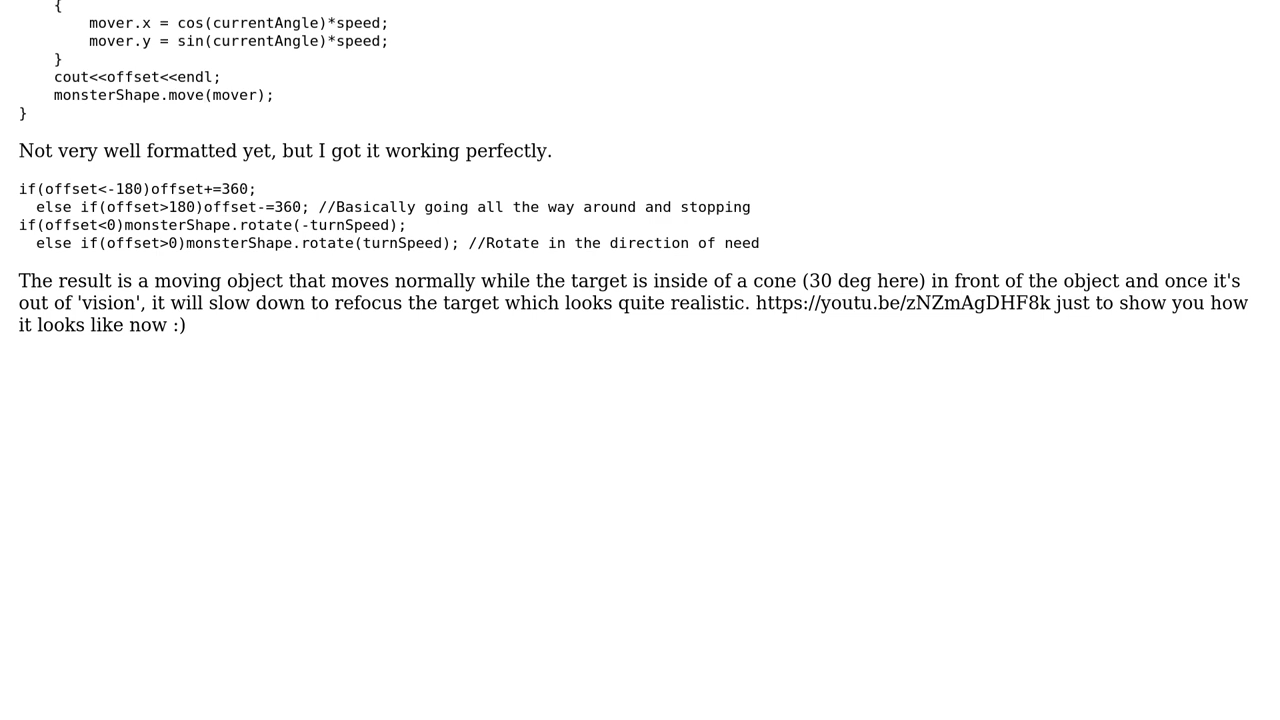 {
        mover.x = cos(currentAngle)*speed;
        mover.y = sin(currentAngle)*speed;
    }
    cout<<offset<<endl;
    monsterShape.move(mover);
}
Not very well formatted yet, but I got it working perfectly.
if(offset<-180)offset+=360;
  else if(offset>180)offset-=360; //Basically going all the way around and stopping
if(offset<0)monsterShape.rotate(-turnSpeed);
  else if(offset>0)monsterShape.rotate(turnSpeed); //Rotate in the direction of need
The result is a moving object that moves normally while the target is inside of a cone (30 deg here) in front of the object and once it's
out of 'vision', it will slow down to refocus the target which looks quite realistic. https://youtu.be/zNZmAgDHF8k just to show you how
it looks like now :)